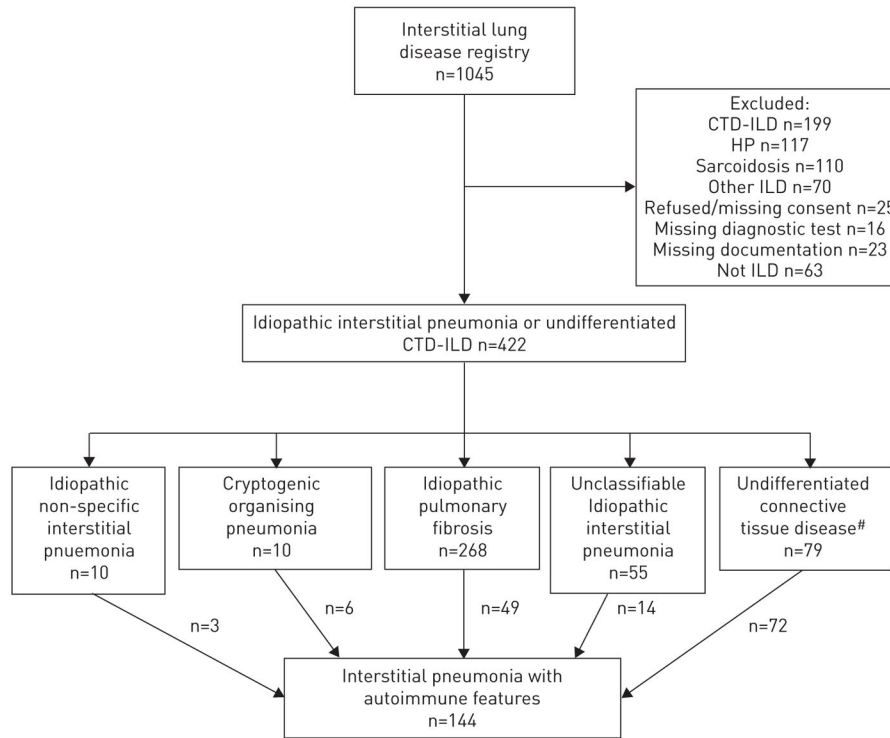 Interstitial lung
disease registry
n=1045
Excluded:
CTD-ILD n=199
HP n=117
Sarcoidosis n=110
Other ILD n=70
Refused/missing consent n=25
Missing diagnostic test n=16
Missing documentation n=23
Not ILD n=63
Idiopathic interstitial pneumonia or undifferentiated
CTD-ILD n=422
Idiopathic
non-specific
interstitial
pnuemonia
n=10
Cryptogenic
organising
pneumonia
n=10
Idiopathic
pulmonary
fibrosis
n=268
Unclassifiable
Idiopathic
interstitial
pneumonia
n=55
Undifferentiated
connective
tissue disease#
n=79
n=3
n=6
n=49
n=14
n=72
Interstitial pneumonia with
autoimmune features
n=144